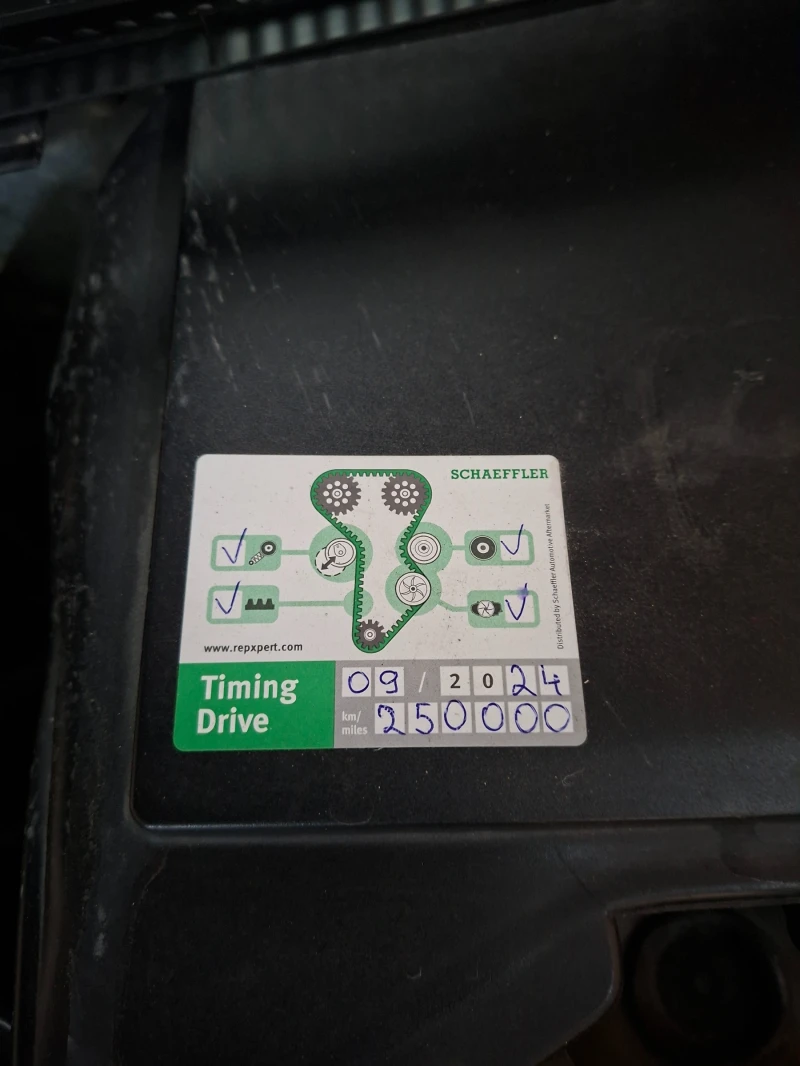 SCHAEFFLER
Distributed by Schaeffler Automotive Aftermarket
www.repxpert.com
Timing
Drive
09 / 2024
km/
miles
250000